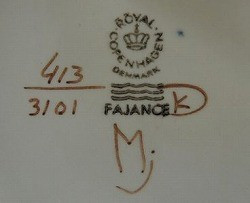 ROYAL
COPENHAGEN
DENMARK
413
3101
FAJANCE
K
M